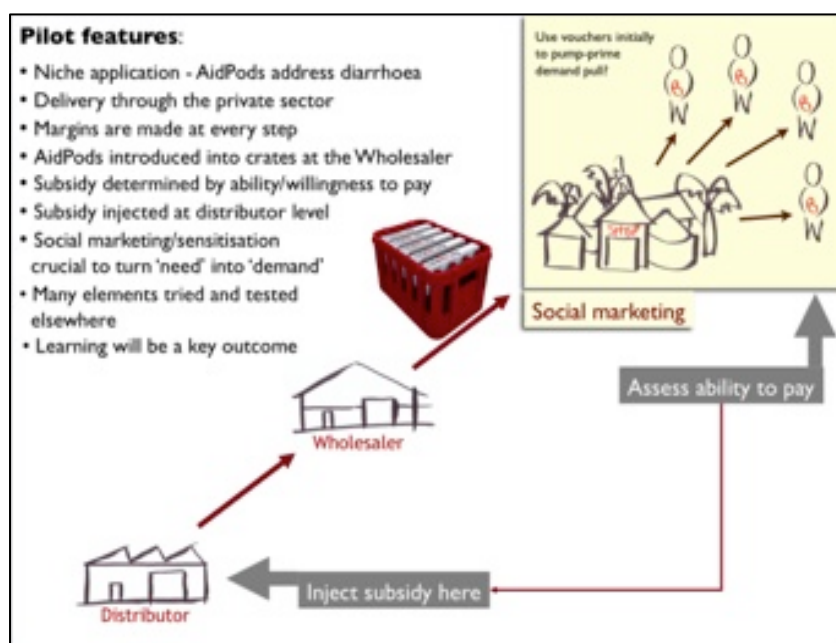 Pilot features:
• Niche application - AidPods address diarrhoea
• Delivery through the private sector
• Margins are made at every step
• AidPods introduced into crates at the Wholesaler
• Subsidy determined by ability/willingness to pay
• Subsidy injected at distributor level
• Social marketing/sensitisation
crucial to turn 'need' into 'demand'
• Many elements tried and tested
elsewhere
• Learning will be a key outcome
Use vouchers initially
to pump-prime
demand pull?
Social marketing
Assess ability to pay
Wholesaler
Inject subsidy here
Distributor